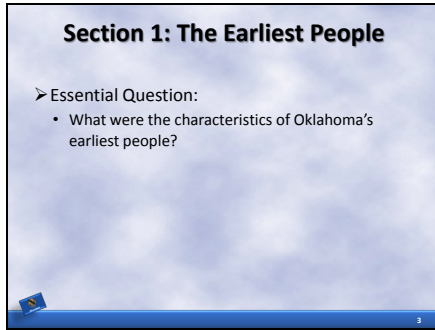 Section 1: The Earliest People
➢Essential Question:
• What were the characteristics of Oklahoma's
earliest people?
3